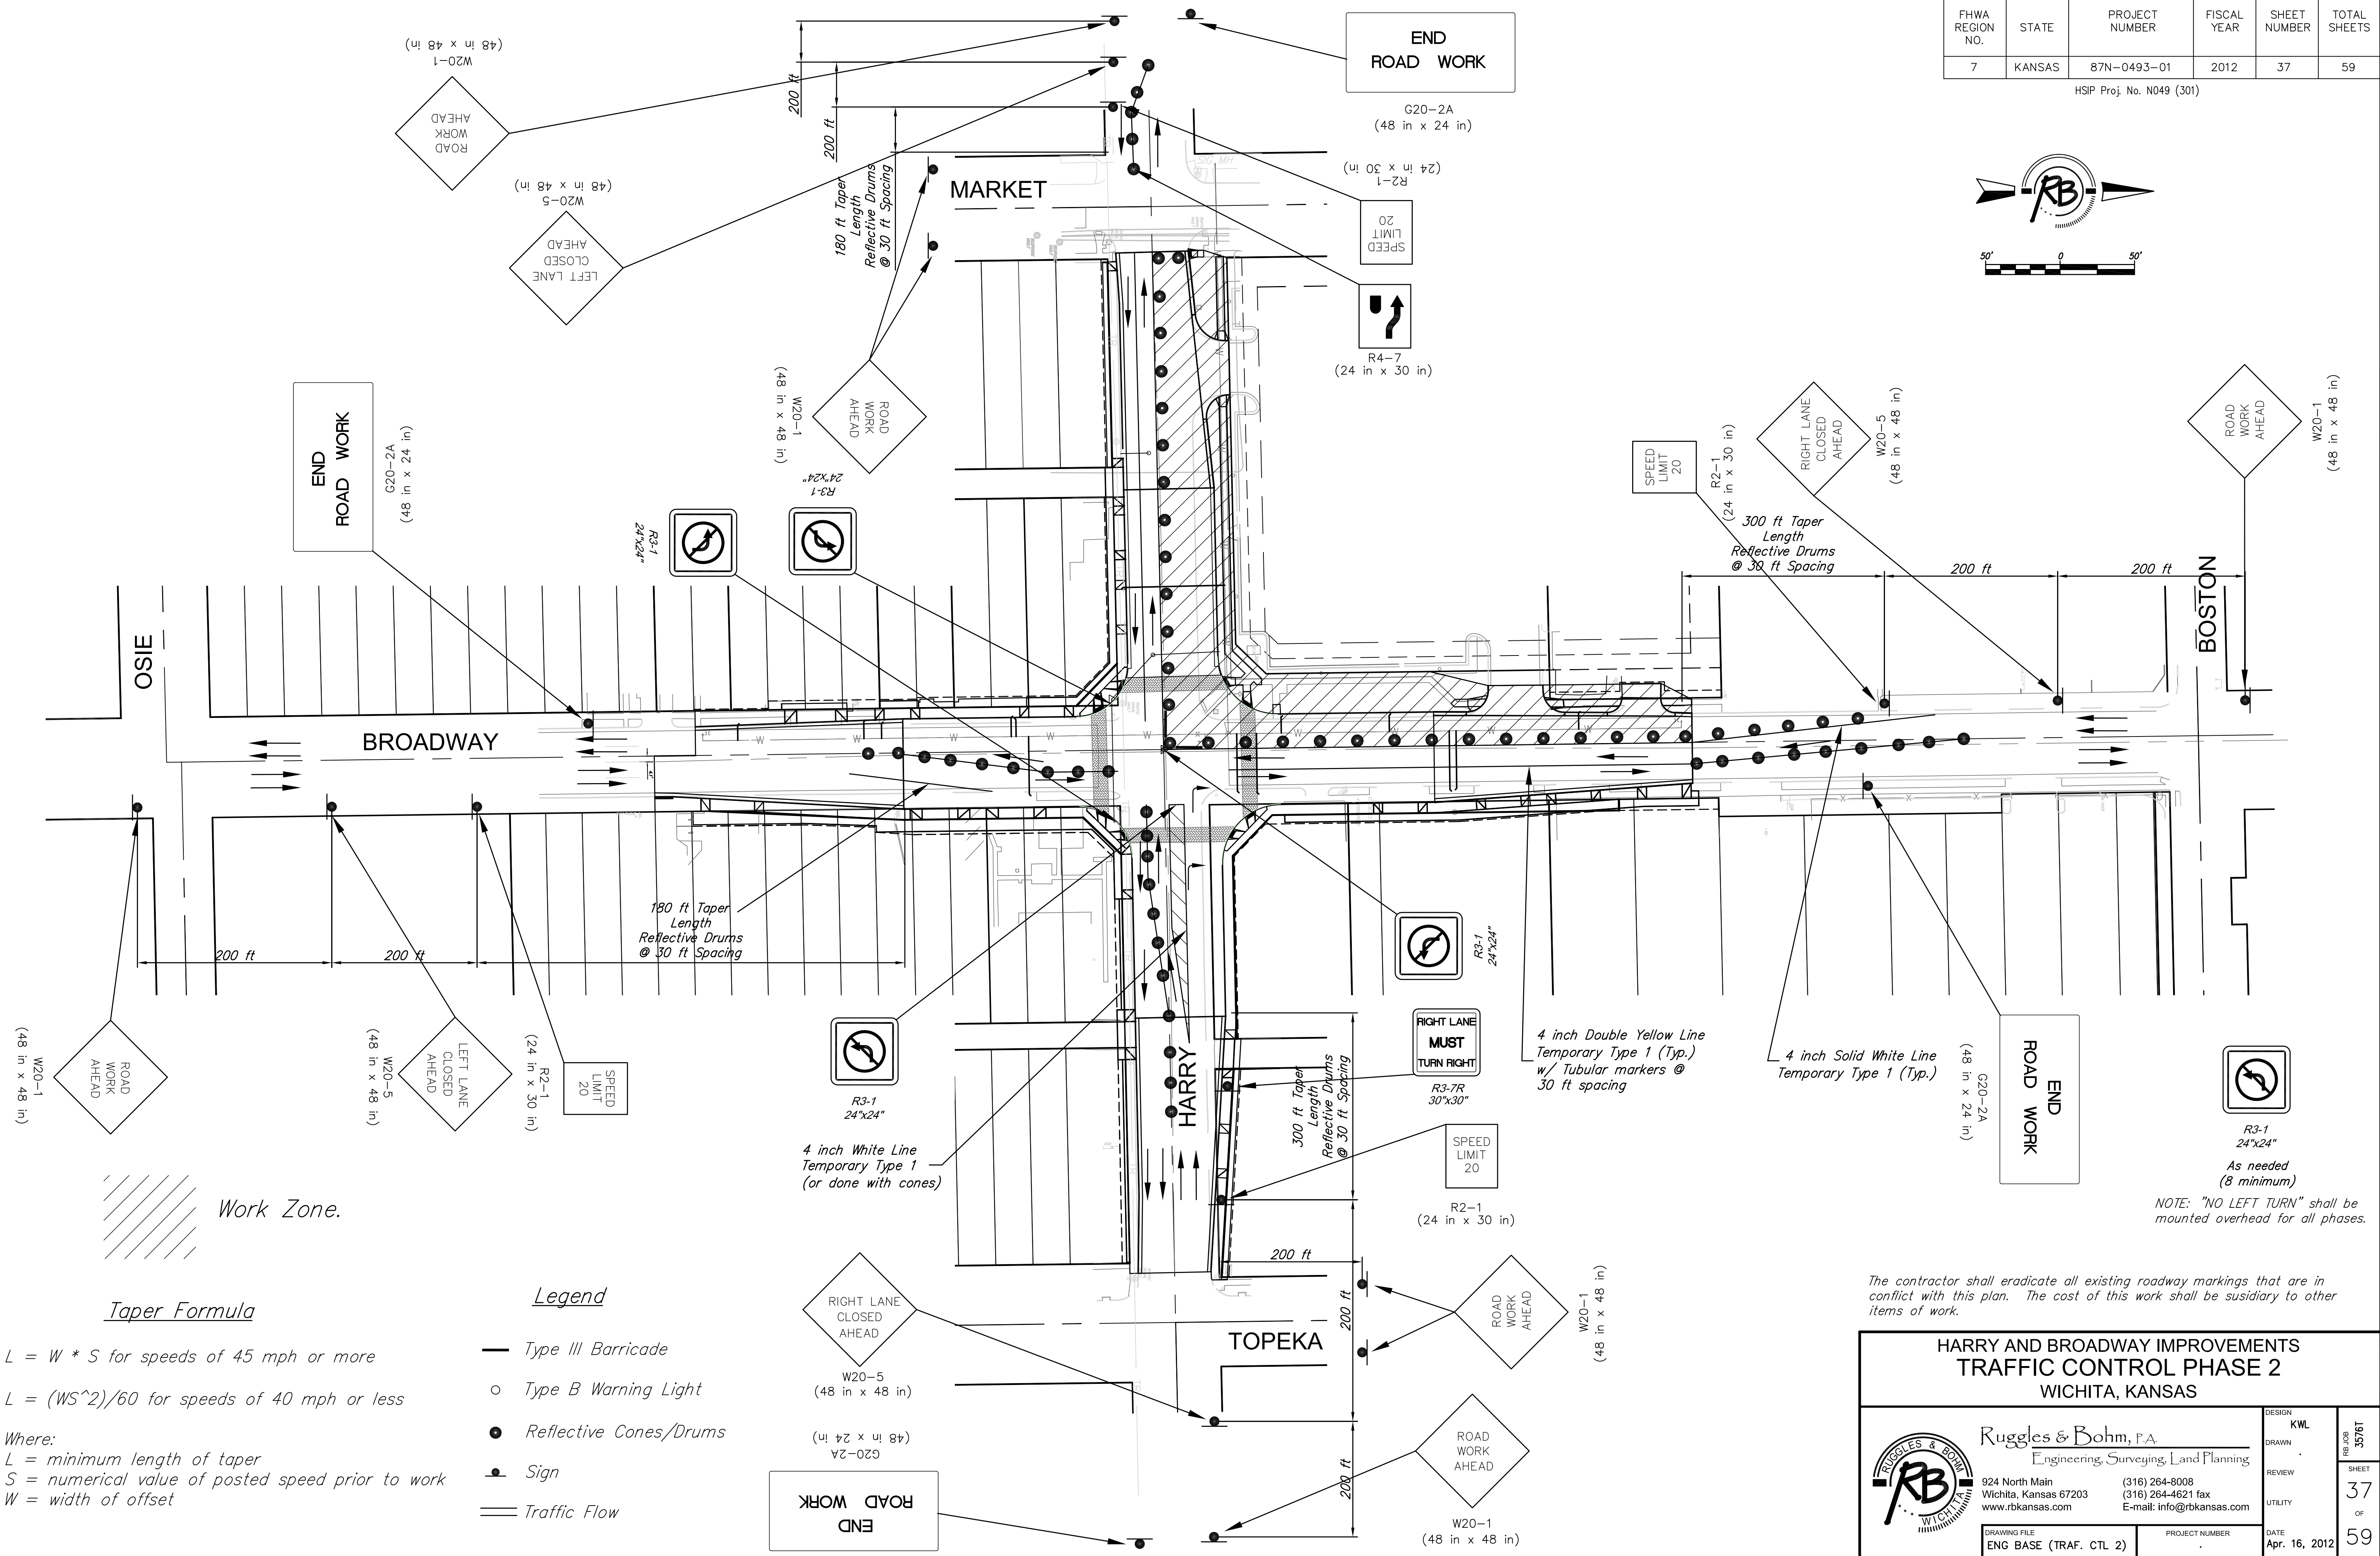 FHWA REGION NO.
STATE
PROJECT NUMBER
FISCAL YEAR
SHEET NUMBER
TOTAL SHEETS
7
KANSAS
87N-0493-01
2012
37
59
HSIP Proj. No. N049 (301)
W20-1
(48 in x 48 in)
ROAD
WORK
AHEAD
W20-5
(48 in x 48 in)
LEFT LANE
CLOSED
AHEAD
200 ft
200 ft
180 ft Taper
Length
Reflective Drums
@ 30 ft Spacing
END
ROAD WORK
G20-2A
(48 in x 24 in)
R2-1
(24 in x 30 in)
SPEED
LIMIT
20
R4-7
(24 in x 30 in)
MARKET
SIG MH
RB
50'
0
50'
END
ROAD WORK
G20-2A
(48 in x 24 in)
ROAD
WORK
AHEAD
W20-1
(48 in x 48 in)
R3-1
24"x24"
R3-1
24"x24"
SPEED
LIMIT
20
R2-1
(24 in x 30 in)
RIGHT LANE
CLOSED
AHEAD
W20-5
(48 in x 48 in)
ROAD
WORK
AHEAD
W20-1
(48 in x 48 in)
300 ft Taper
Length
Reflective Drums
@ 30 ft Spacing
200 ft
200 ft
OSIE
BROADWAY
BOSTON
180 ft Taper
Length
Reflective Drums
@ 30 ft Spacing
200 ft
200 ft
W20-1
(48 in x 48 in)
ROAD
WORK
AHEAD
W20-5
(48 in x 48 in)
LEFT LANE
CLOSED
AHEAD
R2-1
(24 in x 30 in)
SPEED
LIMIT
20
R3-1
24"x24"
4 inch White Line
Temporary Type 1
(or done with cones)
HARRY
R3-1
24"x24"
RIGHT LANE
MUST
TURN RIGHT
R3-7R
30"x30"
300 ft Taper
Length
Reflective Drums
@ 30 ft Spacing
SPEED
LIMIT
20
R2-1
(24 in x 30 in)
4 inch Double Yellow Line
Temporary Type 1 (Typ.)
w/ Tubular markers @
30 ft spacing
4 inch Solid White Line
Temporary Type 1 (Typ.)
G20-2A
(48 in x 24 in)
END
ROAD WORK
R3-1
24"x24"
As needed
(8 minimum)
NOTE: "NO LEFT TURN" shall be
mounted overhead for all phases.
Work Zone.
Taper Formula
L = W * S for speeds of 45 mph or more
L = (WS^2)/60 for speeds of 40 mph or less
Where:
L = minimum length of taper
S = numerical value of posted speed prior to work
W = width of offset
Legend
Type III Barricade
Type B Warning Light
Reflective Cones/Drums
Sign
Traffic Flow
RIGHT LANE
CLOSED
AHEAD
W20-5
(48 in x 48 in)
G20-2A
(48 in x 24 in)
END
ROAD WORK
TOPEKA
200 ft
200 ft
200 ft
ROAD
WORK
AHEAD
W20-1
(48 in x 48 in)
ROAD
WORK
AHEAD
W20-1
(48 in x 48 in)
The contractor shall eradicate all existing roadway markings that are in
conflict with this plan. The cost of this work shall be susidiary to other
items of work.
HARRY AND BROADWAY IMPROVEMENTS
TRAFFIC CONTROL PHASE 2
WICHITA, KANSAS
RUGGLES & BOHM
RB
WICHITA
Ruggles & Bohm, P.A.
Engineering, Surveying, Land Planning
924 North Main
Wichita, Kansas 67203
www.rbkansas.com
(316) 264-8008
(316) 264-4621 fax
E-mail: info@rbkansas.com
DRAWING FILE
ENG BASE (TRAF. CTL 2)
PROJECT NUMBER
.
DESIGN
KWL
DRAWN
.
REVIEW
UTILITY
DATE
Apr. 16, 2012
RB JOB
3576T
SHEET
37
OF
59